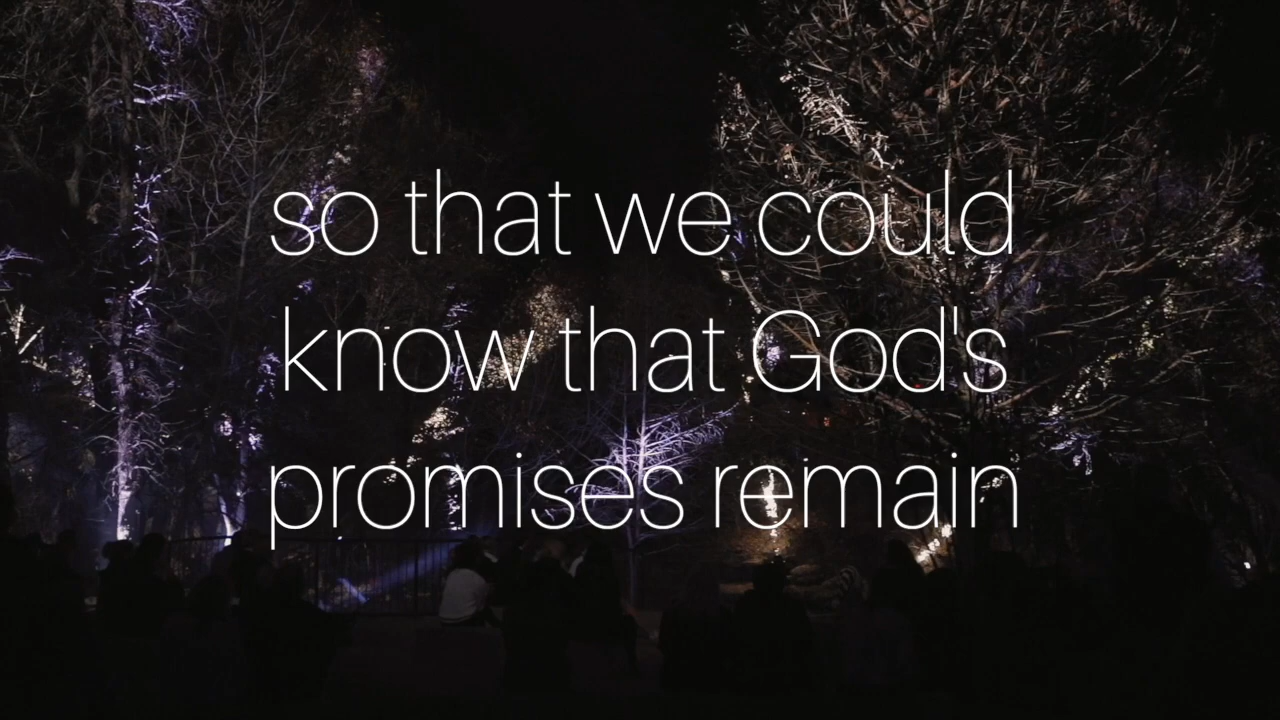 so that we could
know that God's
promises remain